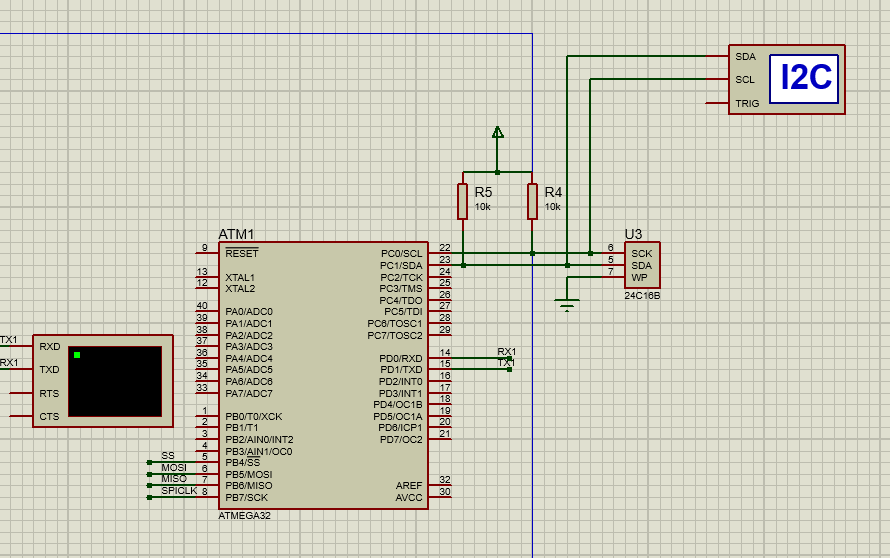 SDA
SCL
TRIG
I2C
R5
10k
R4
10k
ATM1
U3
9 RESET PC0/SCL 22
PC1/SDA 23
13 XTAL1 PC2/TCK 24
12 XTAL2 PC3/TMS 25
PC4/TDO 26
40 PA0/ADC0 PC5/TDI 27
39 PA1/ADC1 PC6/TOSC1 28
38 PA2/ADC2 PC7/TOSC2 29
37 PA3/ADC3
36 PA4/ADC4 PD0/RXD 14 RX1
35 PA5/ADC5 PD1/TXD 15 TX1
34 PA6/ADC6 PD2/INT0 16
33 PA7/ADC7 PD3/INT1 17
PD4/OC1B 18
1 PB0/T0/XCK PD5/OC1A 19
2 PB1/T1 PD6/ICP1 20
3 PB2/AIN0/INT2 PD7/OC2 21
4 PB3/AIN1/OC0
SS 5 PB4/SS
MOSI 6 PB5/MOSI AREF 32
MISO 7 PB6/MISO AVCC 30
SPICLK 8 PB7/SCK
ATMEGA32
6 SCK
5 SDA
7 WP
24C16B
TX1 RXD
RX1 TXD
RTS
CTS